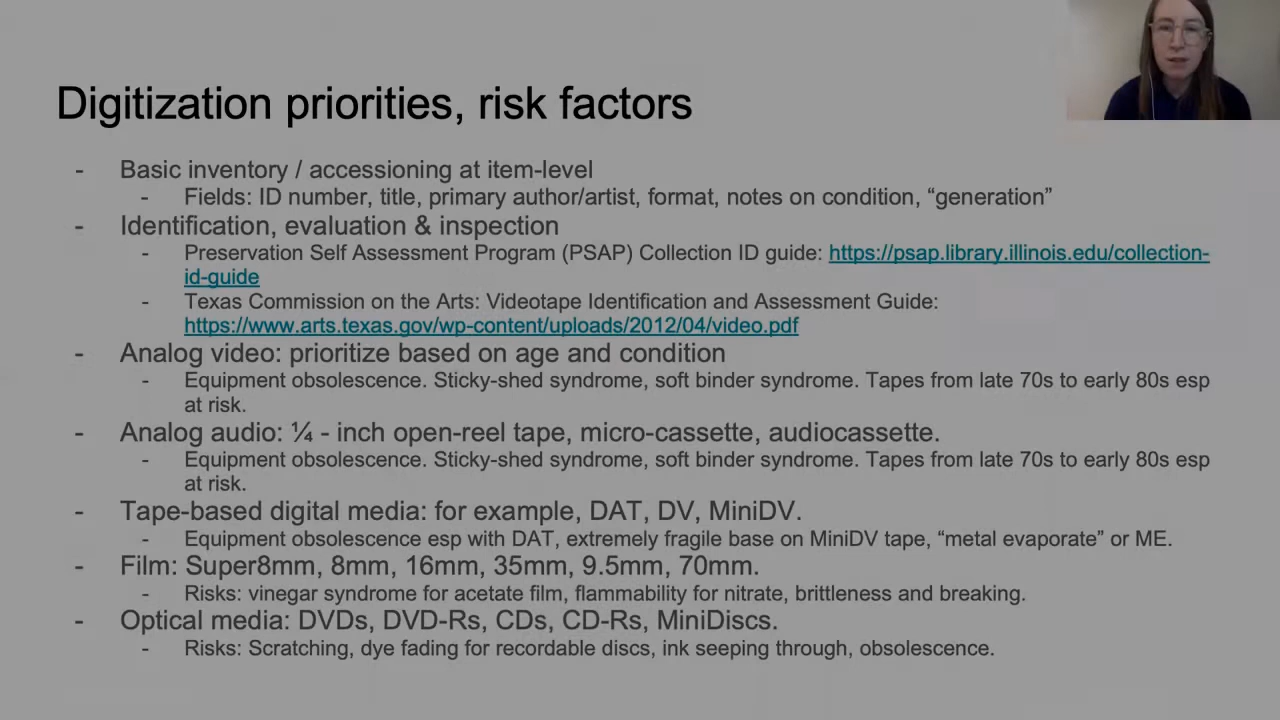 Digitization priorities, risk factors
- Basic inventory / accessioning at item-level
- Fields: ID number, title, primary author/artist, format, notes on condition, “generation”
- Identification, evaluation & inspection
- Preservation Self Assessment Program (PSAP) Collection ID guide: https://psap.library.illinois.edu/collection-
id-guide
- Texas Commission on the Arts: Videotape Identification and Assessment Guide:
https://www.arts.texas.gov/wp-content/uploads/2012/04/video.pdf
- Analog video: prioritize based on age and condition
- Equipment obsolescence. Sticky-shed syndrome, soft binder syndrome. Tapes from late 70s to early 80s esp
at risk.
- Analog audio: ¼ - inch open-reel tape, micro-cassette, audiocassette.
- Equipment obsolescence. Sticky-shed syndrome, soft binder syndrome. Tapes from late 70s to early 80s esp
at risk.
- Tape-based digital media: for example, DAT, DV, MiniDV.
- Equipment obsolescence esp with DAT, extremely fragile base on MiniDV tape, “metal evaporate” or ME.
- Film: Super8mm, 8mm, 16mm, 35mm, 9.5mm, 70mm.
- Risks: vinegar syndrome for acetate film, flammability for nitrate, brittleness and breaking.
- Optical media: DVDs, DVD-Rs, CDs, CD-Rs, MiniDiscs.
- Risks: Scratching, dye fading for recordable discs, ink seeping through, obsolescence.